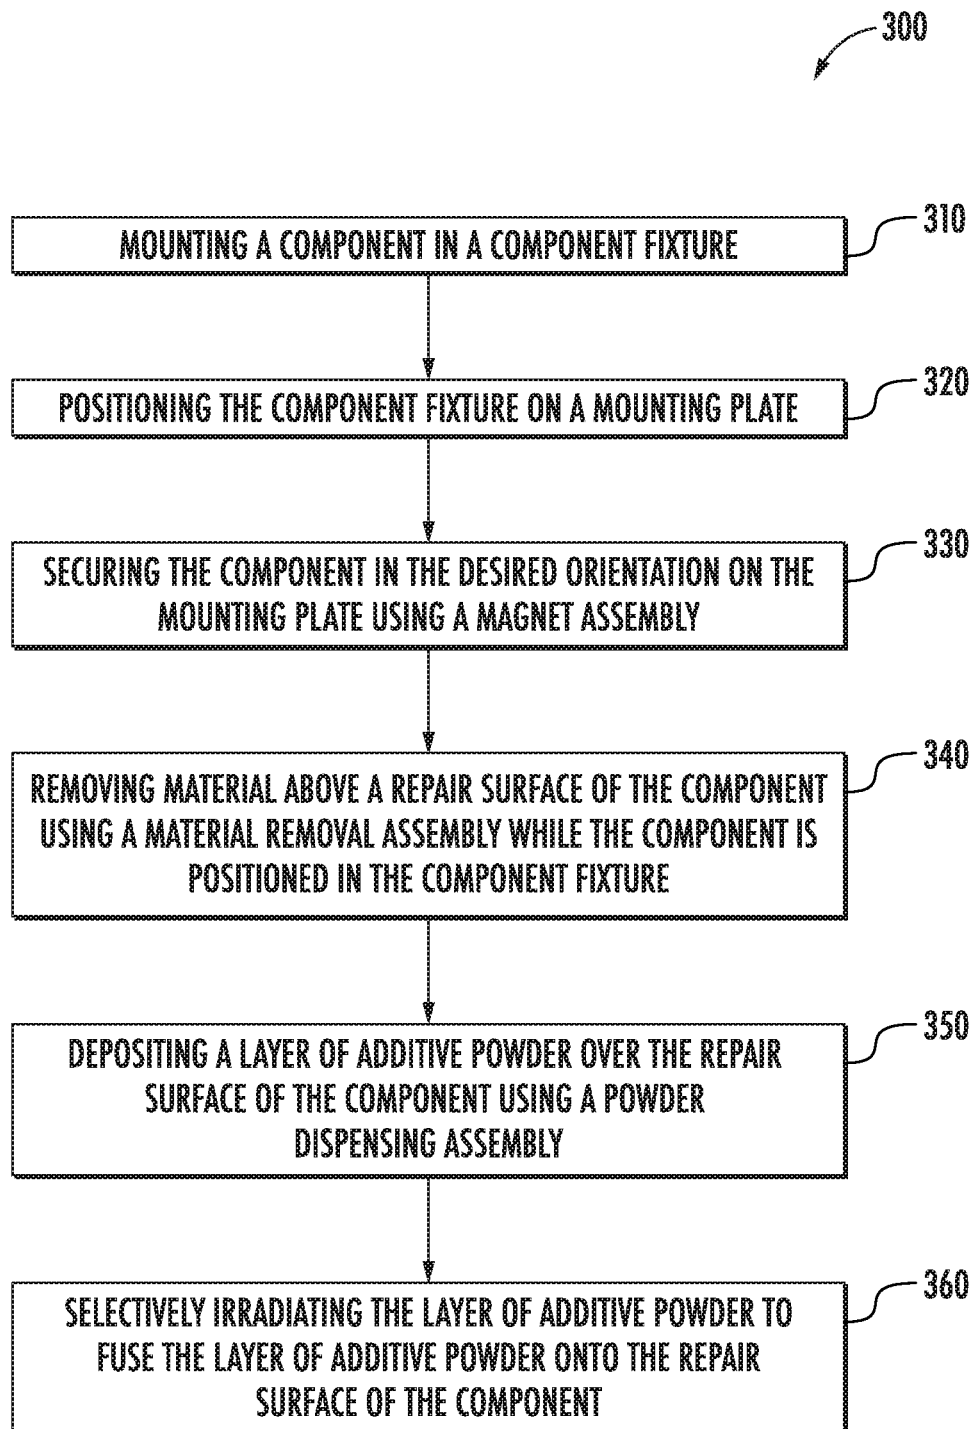 300
310
MOUNTING A COMPONENT IN A COMPONENT FIXTURE
320
POSITIONING THE COMPONENT FIXTURE ON A MOUNTING PLATE
330
SECURING THE COMPONENT IN THE DESIRED ORIENTATION ON THE
MOUNTING PLATE USING A MAGNET ASSEMBLY
340
REMOVING MATERIAL ABOVE A REPAIR SURFACE OF THE COMPONENT
USING A MATERIAL REMOVAL ASSEMBLY WHILE THE COMPONENT IS
POSITIONED IN THE COMPONENT FIXTURE
350
DEPOSITING A LAYER OF ADDITIVE POWDER OVER THE REPAIR
SURFACE OF THE COMPONENT USING A POWDER
DISPENSING ASSEMBLY
360
SELECTIVELY IRRADIATING THE LAYER OF ADDITIVE POWDER TO
FUSE THE LAYER OF ADDITIVE POWDER ONTO THE REPAIR
SURFACE OF THE COMPONENT